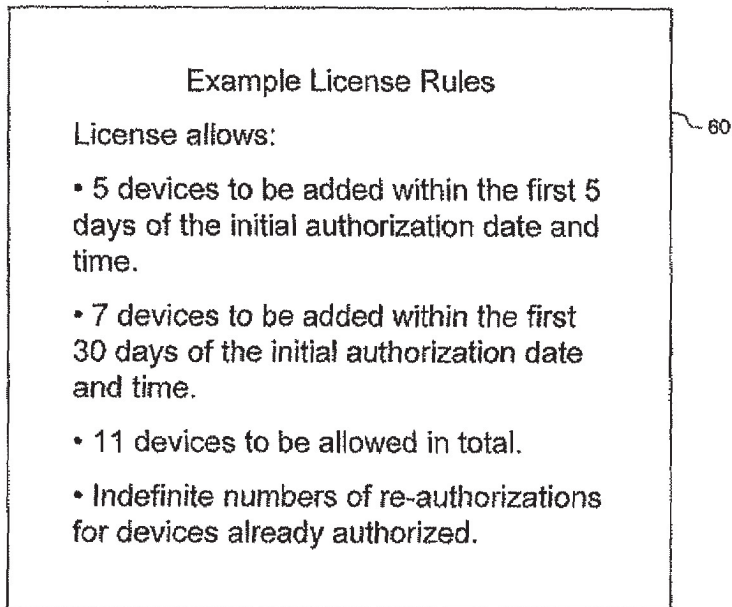 Example License Rules
License allows:
60
• 5 devices to be added within the first 5
days of the initial authorization date and
time.
• 7 devices to be added within the first
30 days of the initial authorization date
and time.
• 11 devices to be allowed in total.
• Indefinite numbers of re-authorizations
for devices already authorized.